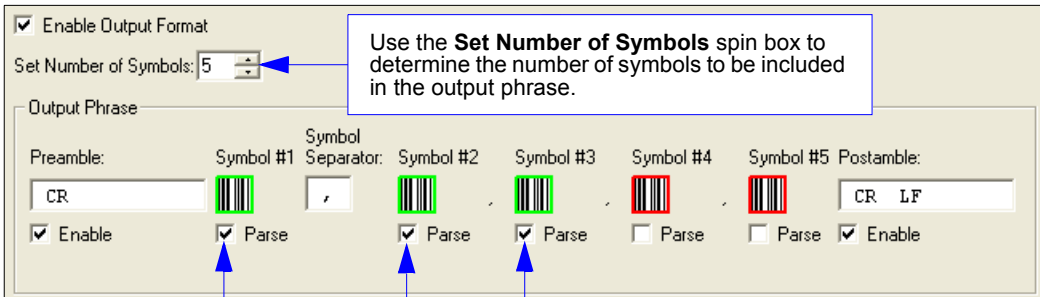 Enable Output Format
Set Number of Symbols: 5
Use the Set Number of Symbols spin box to
determine the number of symbols to be included
in the output phrase.
Output Phrase
Preamble: Symbol #1 Symbol Separator: Symbol #2 Symbol #3 Symbol #4 Symbol #5 Postamble:
CR , , , , CR LF
Enable Parse Parse Parse Parse Parse Enable